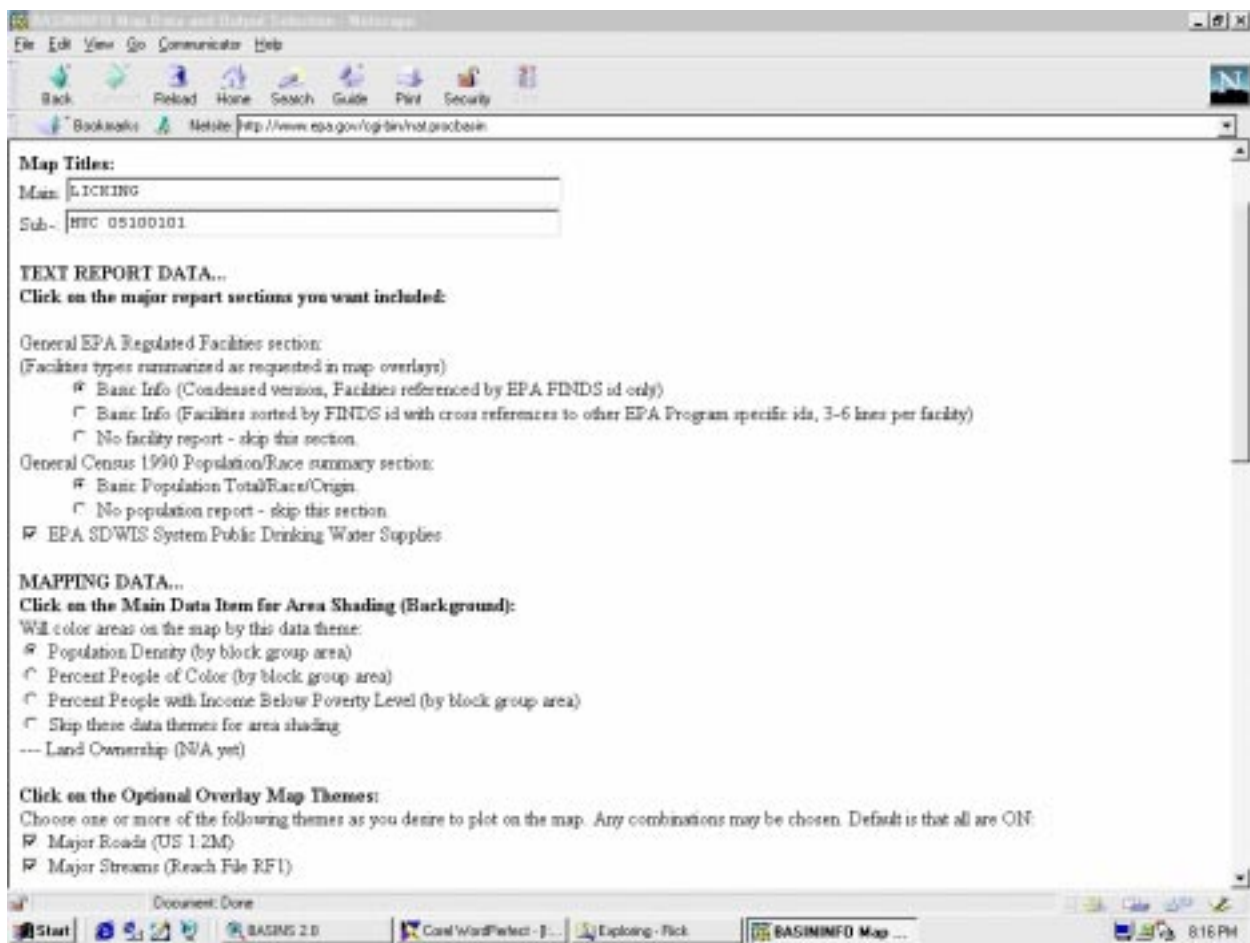 BASININFO Map Data and Output Selection - Netscape
File Edit View Go Communicator Help
Back Reload Home Search Guide Print Security
Bookmarks Netsite: http://www.epa.gov/cgi-bin/nat.procbasin
Map Titles:
Main: LICKING
Sub-: HUC 05100101
TEXT REPORT DATA...
Click on the major report sections you want included:
General EPA Regulated Facilities section:
(Facilities types summarized as requested in map overlays)
Basic Info (Condensed version, Facilities referenced by EPA FINDS id only)
Basic Info (Facilities sorted by FINDS id with cross references to other EPA Program specific ids, 3-6 lines per facility)
No facility report - skip this section.
General Census 1990 Population/Race summary section:
Basic Population Total/Race/Origin.
No population report - skip this section.
EPA SDWIS System Public Drinking Water Supplies
MAPPING DATA...
Click on the Main Data Item for Area Shading (Background):
Will color areas on the map by this data theme:
Population Density (by block group area)
Percent People of Color (by block group area)
Percent People with Income Below Poverty Level (by block group area)
Skip these data themes for area shading.
--- Land Ownership (N/A yet)
Click on the Optional Overlay Map Themes:
Choose one or more of the following themes as you desire to plot on the map. Any combinations may be chosen. Default is that all are ON:
Major Roads (US 1:2M)
Major Streams (Reach File RF1)
Document: Done
Start BASINS 2.0 Corel WordPerfect - [... Exploring - Rick BASININFO Map ... 8:16 PM